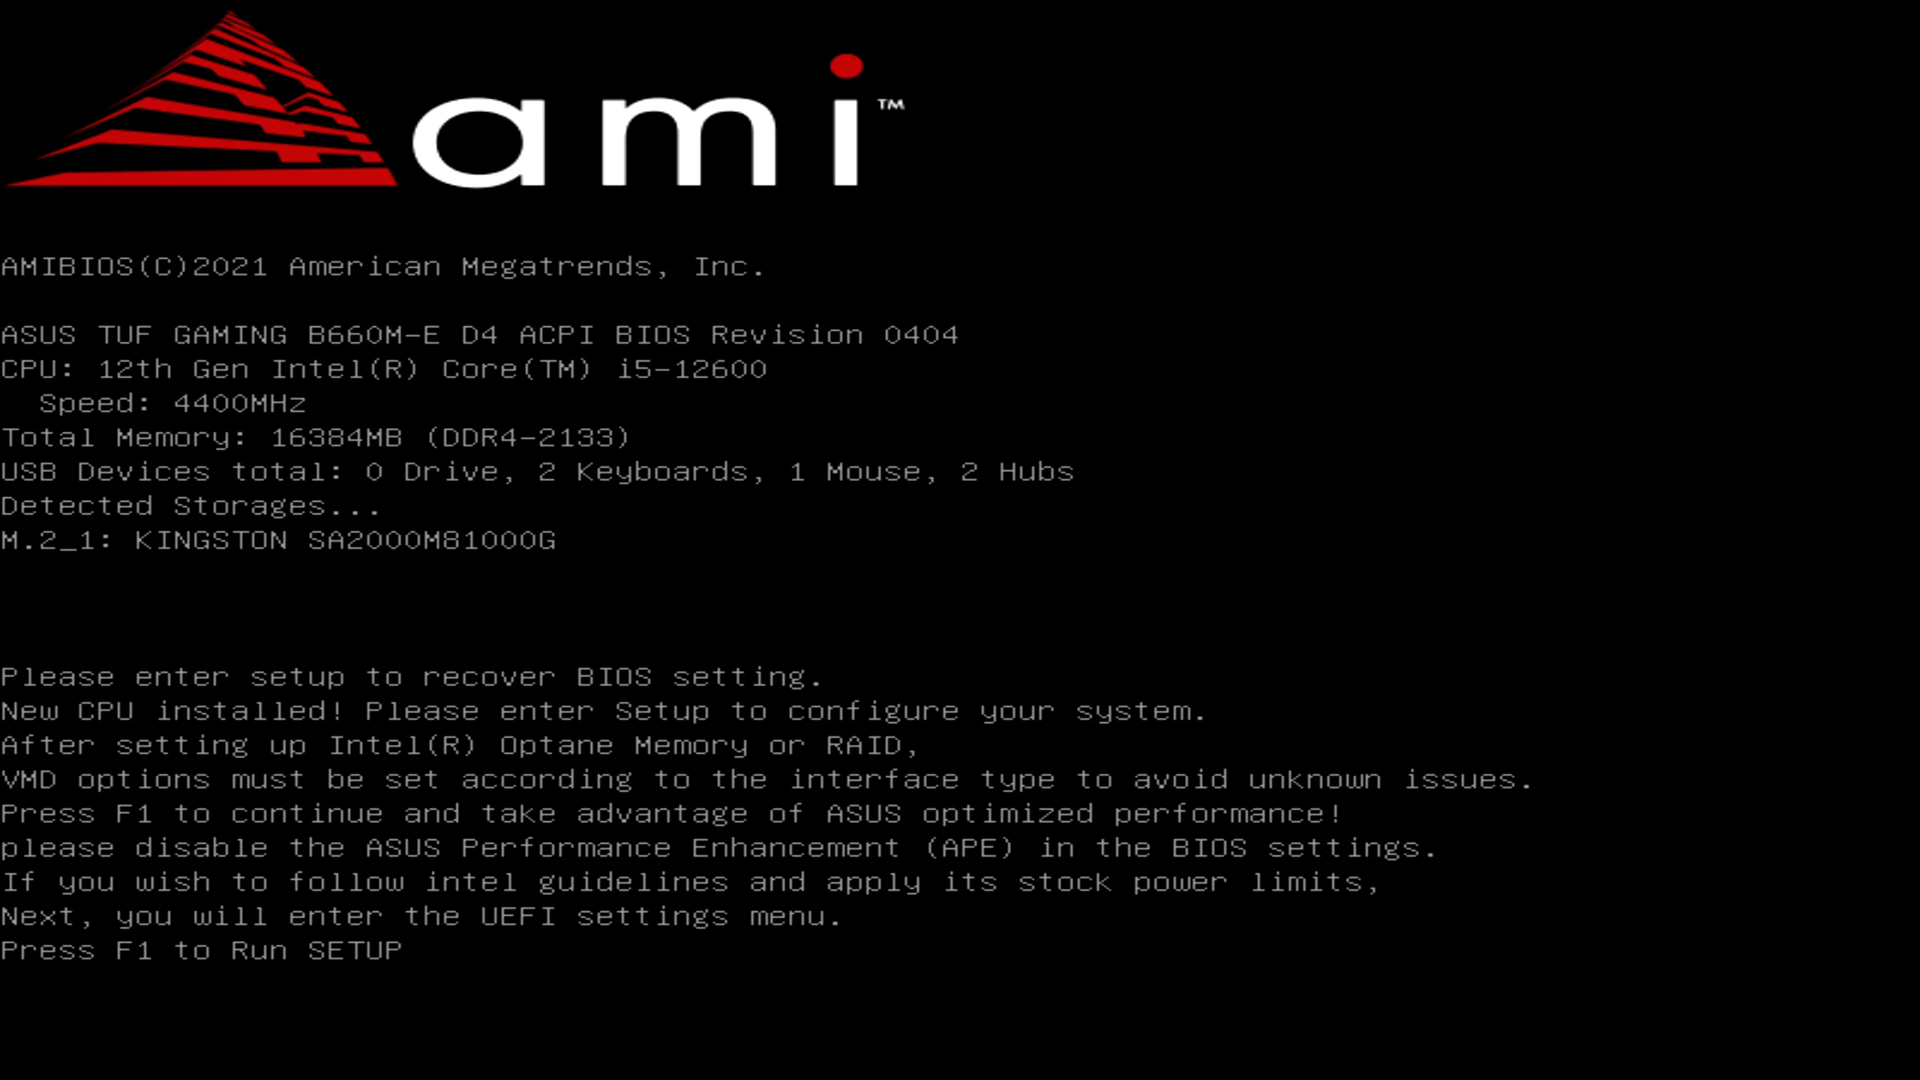 ami™
AMIBIOS(C)2021 American Megatrends, Inc.
ASUS TUF GAMING B660M-E D4 ACPI BIOS Revision 0404
CPU: 12th Gen Intel(R) Core(TM) i5-12600
Speed: 4400MHz
Total Memory: 16384MB (DDR4-2133)
USB Devices total: 0 Drive, 2 Keyboards, 1 Mouse, 2 Hubs
Detected Storages...
M.2_1: KINGSTON SA2000M81000G
Please enter setup to recover BIOS setting.
New CPU installed! Please enter Setup to configure your system.
After setting up Intel(R) Optane Memory or RAID,
VMD options must be set according to the interface type to avoid unknown issues.
Press F1 to continue and take advantage of ASUS optimized performance!
please disable the ASUS Performance Enhancement (APE) in the BIOS settings.
If you wish to follow intel guidelines and apply its stock power limits,
Next, you will enter the UEFI settings menu.
Press F1 to Run SETUP